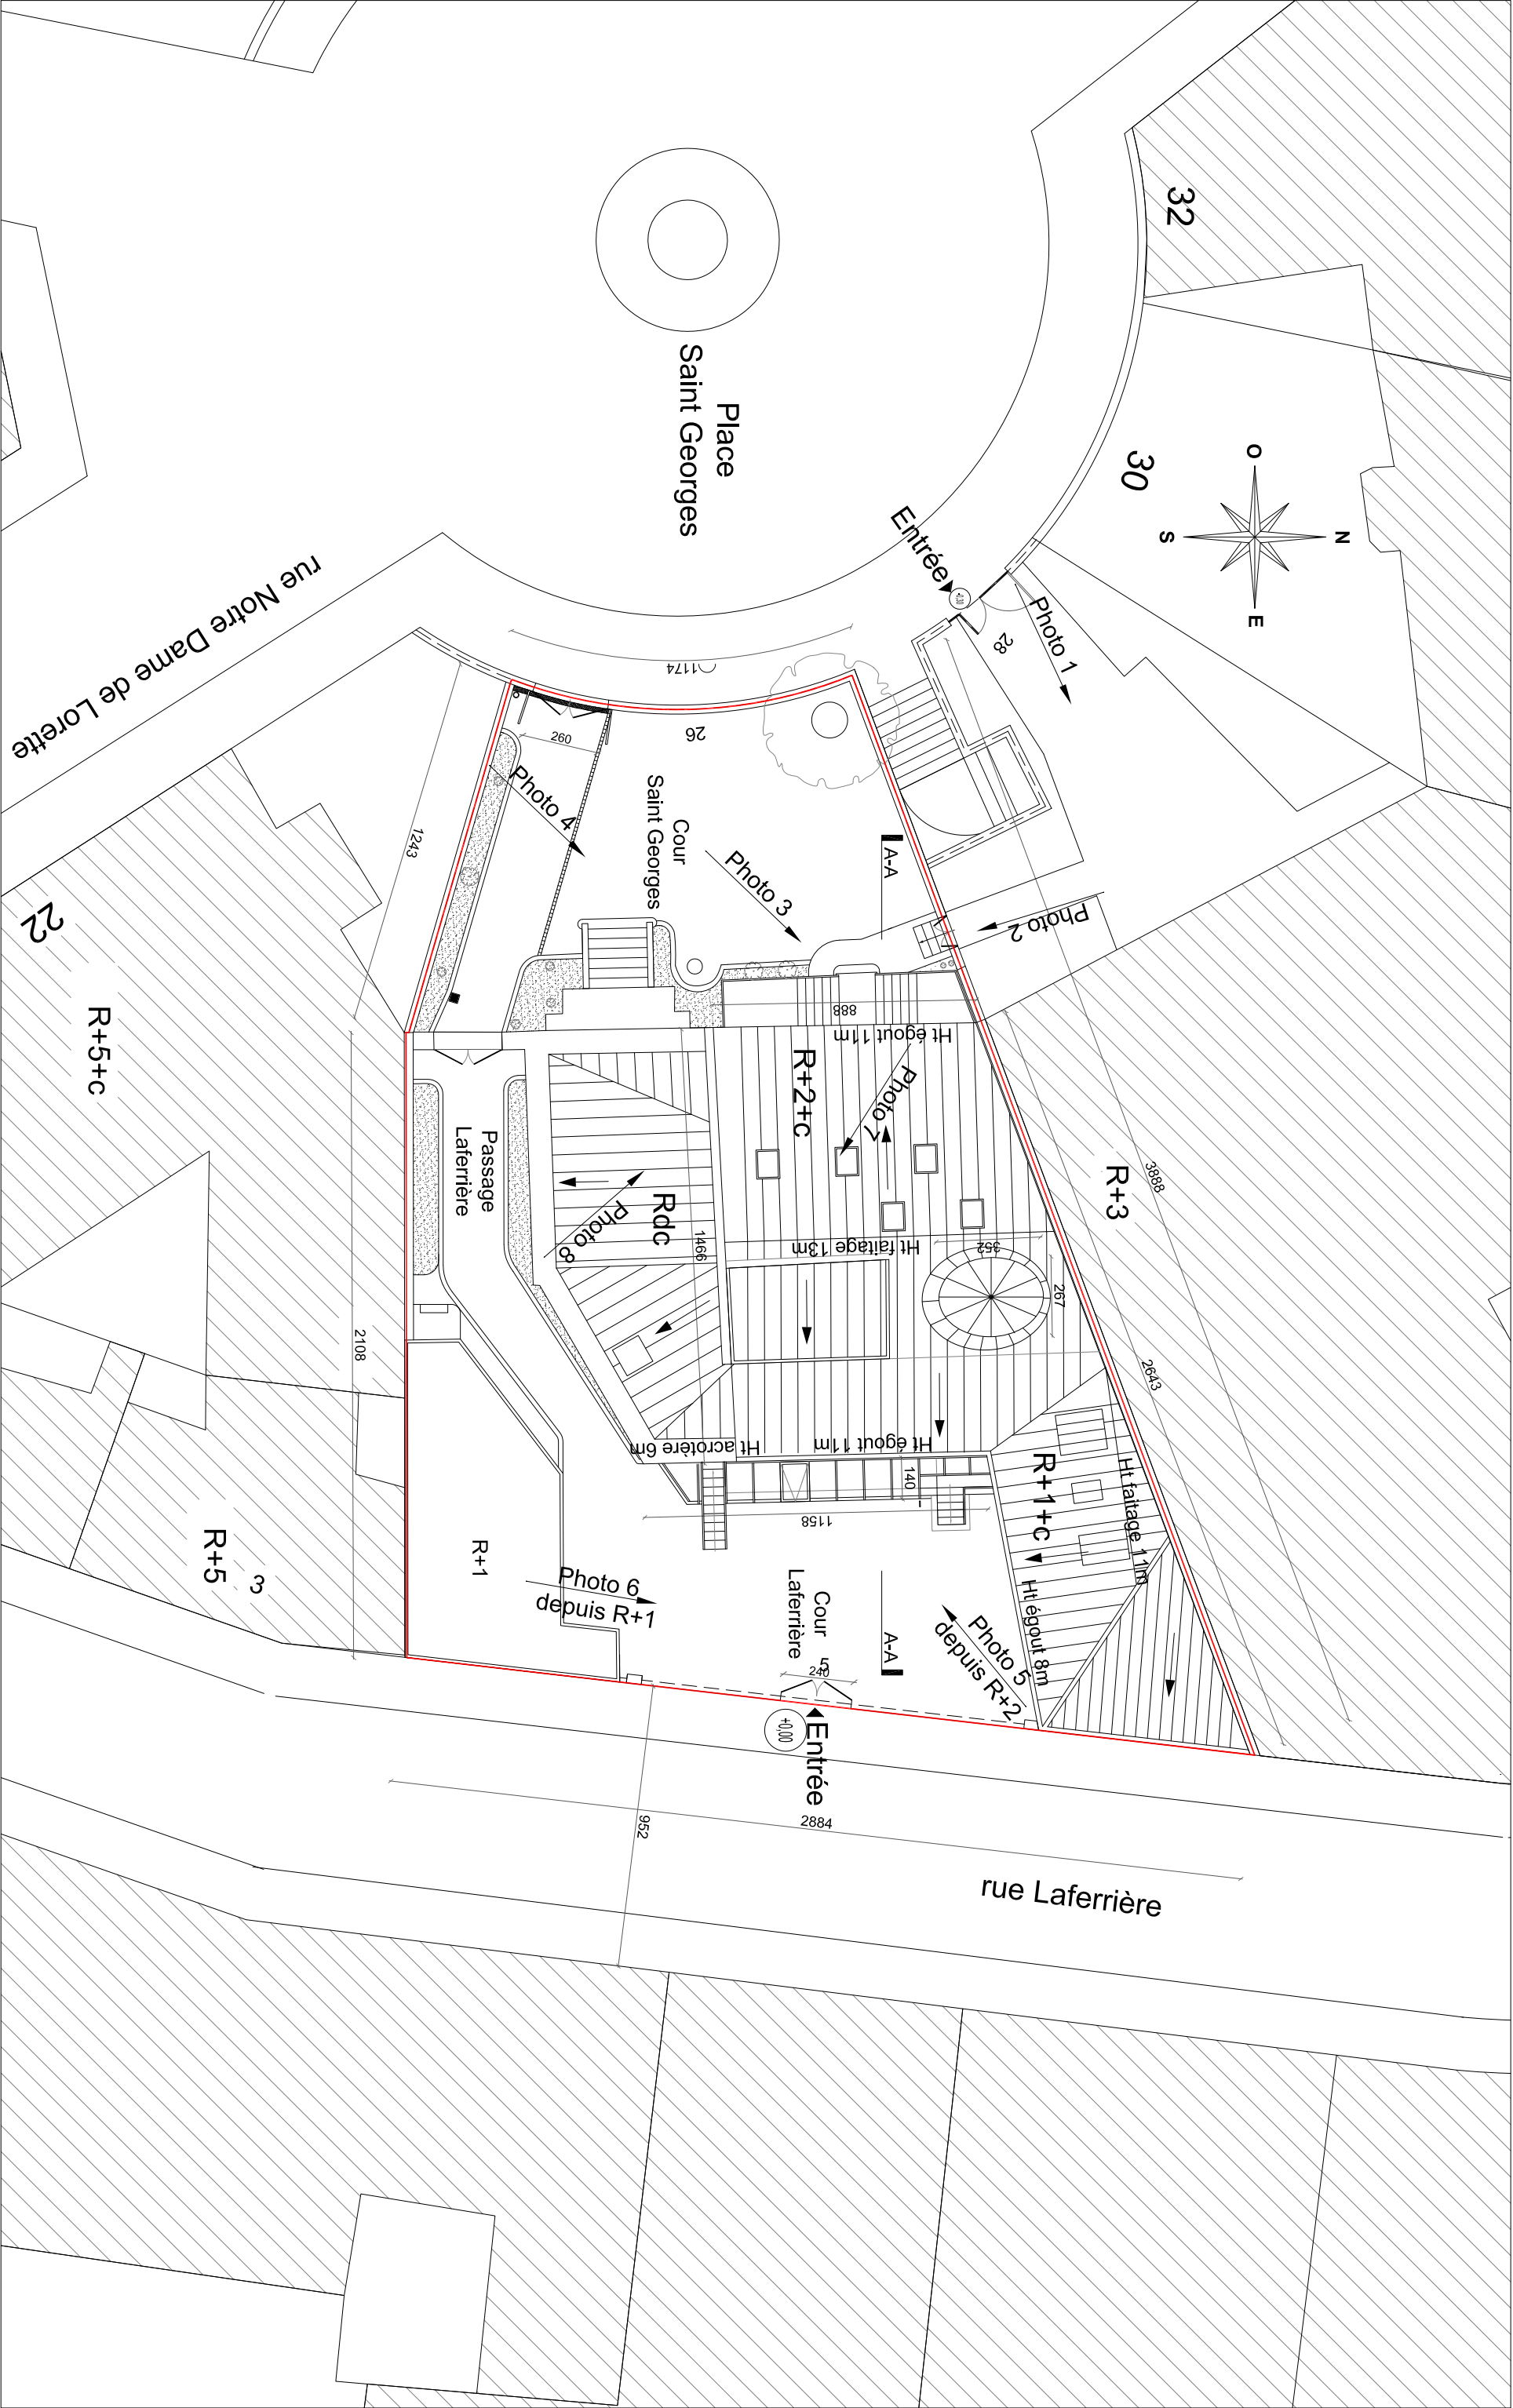 32
30
O
N
S
E
Place
Saint Georges
Entrée
+0,30
28
Photo 1
rue Notre Dame de Lorette
1174
26
260
Photo 4
Cour
Saint Georges
Photo 3
A-A
Photo 2
1243
22
R+5+c
888
Ht égout 11m
R+2+c
Photo 7
Passage
Laferrière
Photo 8
Rdc
1466
Ht faîtage 13m
352
267
R+3
3888
2643
2108
Ht acrotère 6m
Ht égout 11m
140
1158
R+1+c
Ht faitage 11m
Ht égout 8m
R+5
3
R+1
Photo 6
depuis R+1
Cour
Laferrière
5
240
A-A
Photo 5
depuis R+2
+0,00
Entrée
952
2884
rue Laferrière